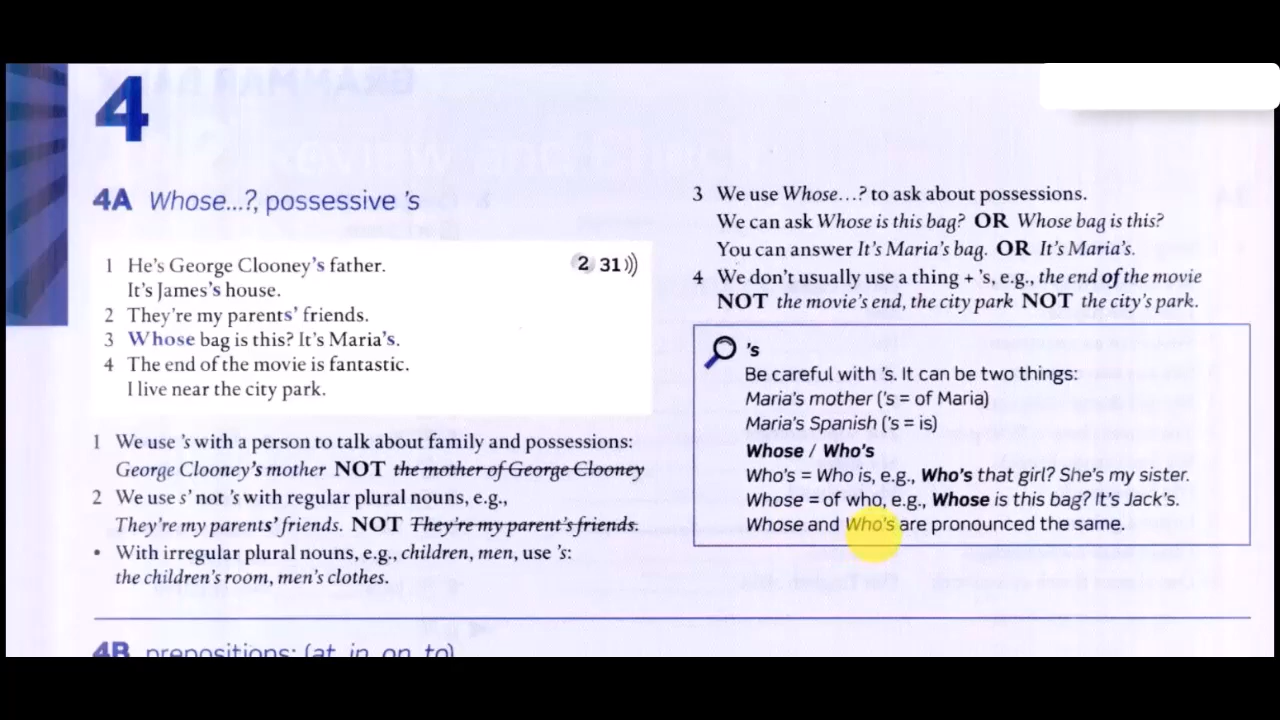 4
4A Whose...?, possessive 's
1 He's George Clooney's father.
It's James's house.
2 They're my parents' friends.
3 Whose bag is this? It's Maria's.
4 The end of the movie is fantastic.
I live near the city park.
2 31))
1 We use 's with a person to talk about family and possessions:
George Clooney's mother NOT the mother of George Clooney
2 We use s' not 's with regular plural nouns, e.g.,
They're my parents' friends. NOT They're my parent's friends.
• With irregular plural nouns, e.g., children, men, use 's:
the children's room, men's clothes.
3 We use Whose...? to ask about possessions.
We can ask Whose is this bag? OR Whose bag is this?
You can answer It's Maria's bag. OR It's Maria's.
4 We don't usually use a thing + 's, e.g., the end of the movie
NOT the movie's end, the city park NOT the city's park.
's
Be careful with 's. It can be two things:
Maria's mother ('s = of Maria)
Maria's Spanish ('s = is)
Whose / Who's
Who's = Who is, e.g., Who's that girl? She's my sister.
Whose = of who, e.g., Whose is this bag? It's Jack's.
Whose and Who's are pronounced the same.
4B prepositions: (at, in, on, to)